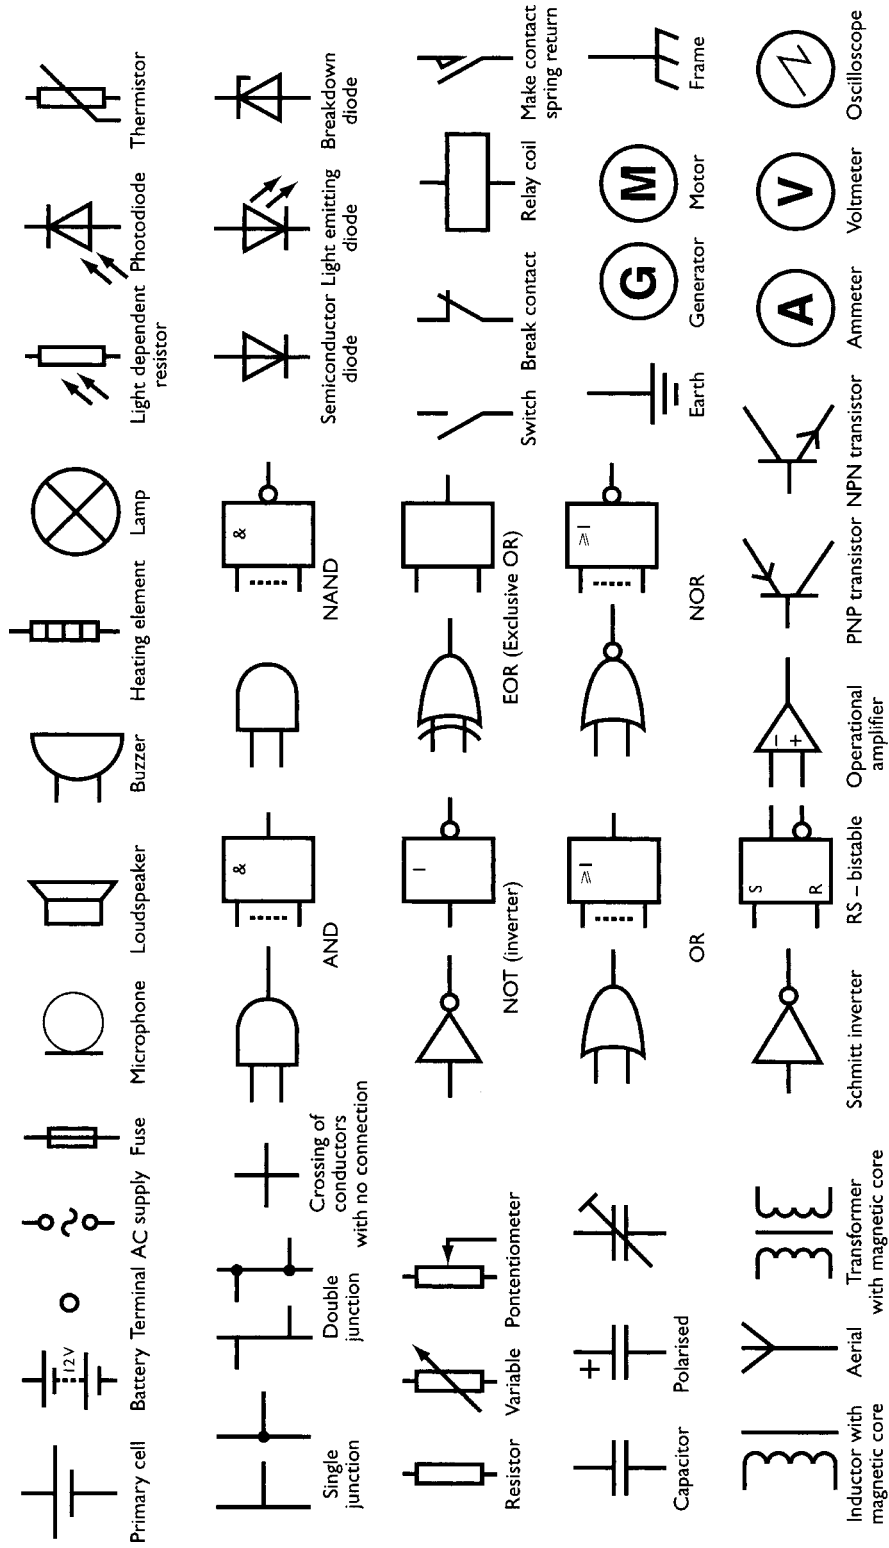 12V
Primary cell Battery Terminal AC supply Fuse Microphone Loudspeaker Buzzer Heating element Lamp Light dependent Photodiode Thermistor
resistor
& &
Single Double Crossing of AND NAND Semiconductor Light emitting Breakdown
junction junction conductors diode diode diode
with no connection
I
Resistor Variable Pontentiometer NOT (inverter) EOR (Exclusive OR) Switch Break contact Relay coil Make contact
spring return
+ ⩾I ⩾I G M
Capacitor Polarised OR NOR Earth Generator Motor Frame
S R − + A V
Inductor with Aerial Transformer Schmitt inverter RS – bistable Operational PNP transistor NPN transistor Ammeter Voltmeter Oscilloscope
magnetic core with magnetic core amplifier